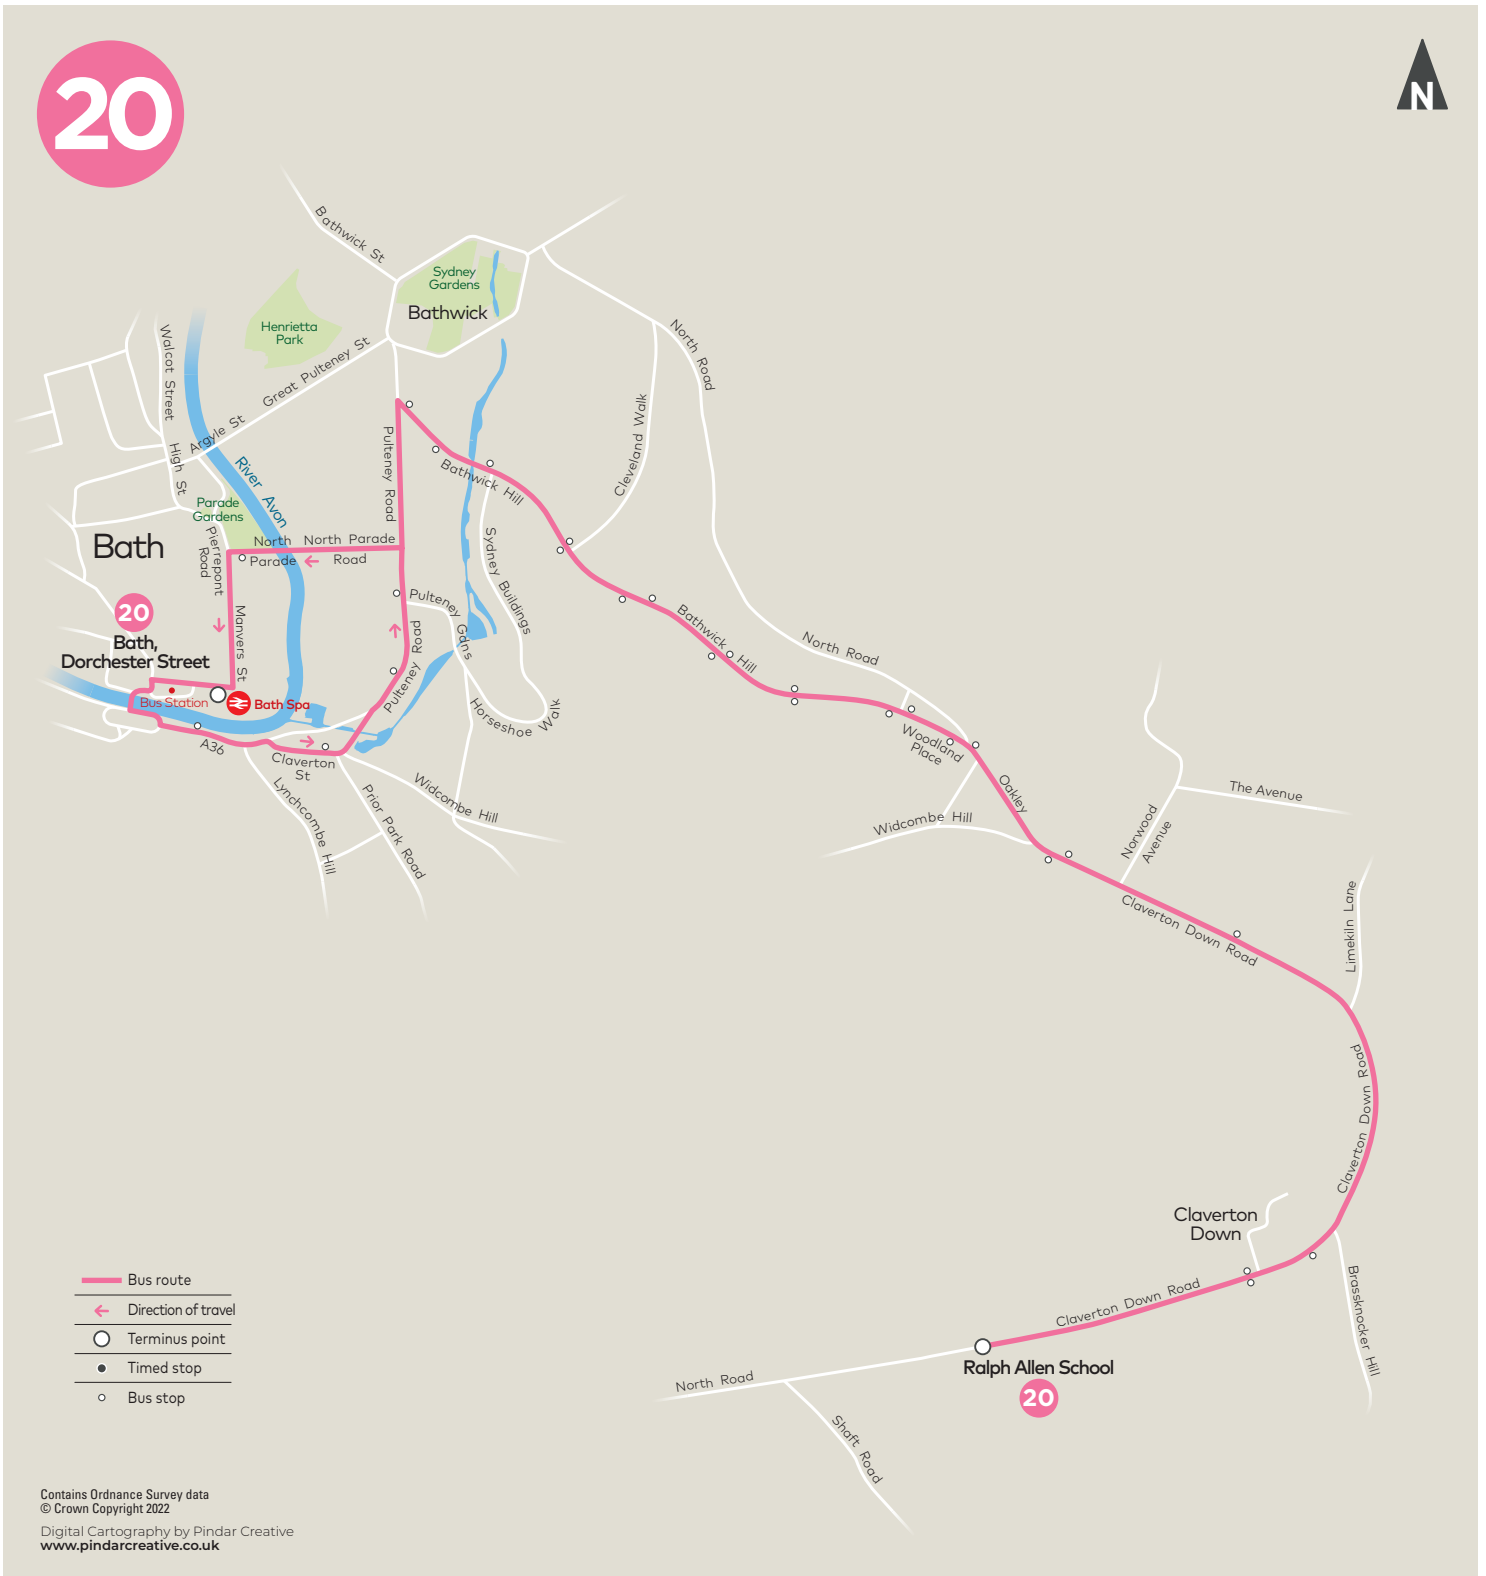 20
N
Bathwick St
Sydney
Gardens
Bathwick
Henrietta
Park
Walcot Street
Great Pulteney St
Argyle St
High St
River Avon
North Road
Cleveland Walk
Pulteney Road
Bathwick Hill
Parade
Gardens
Bath
Pierrepont
Road
North North Parade
Parade Road
Sydney Buildings
Pulteney Gdns
20
Bath,
Dorchester Street
Manvers St
Pulteney Road
Bus Station
Bath Spa
Bathwick Hill
North Road
Horseshoe Walk
A36
Claverton
St
Woodland
Place
Oakley
Lynchcombe Hill
Prior Park Road
Widcombe Hill
Widcombe Hill
Norwood
Avenue
The Avenue
Claverton Down Road
Limekiln Lane
Claverton Down Road
Claverton
Down
Claverton Down Road
Brassknocker Hill
Ralph Allen School
20
North Road
Shaft Road
Bus route
Direction of travel
Terminus point
Timed stop
Bus stop
Contains Ordnance Survey data
© Crown Copyright 2022
Digital Cartography by Pindar Creative
www.pindarcreative.co.uk